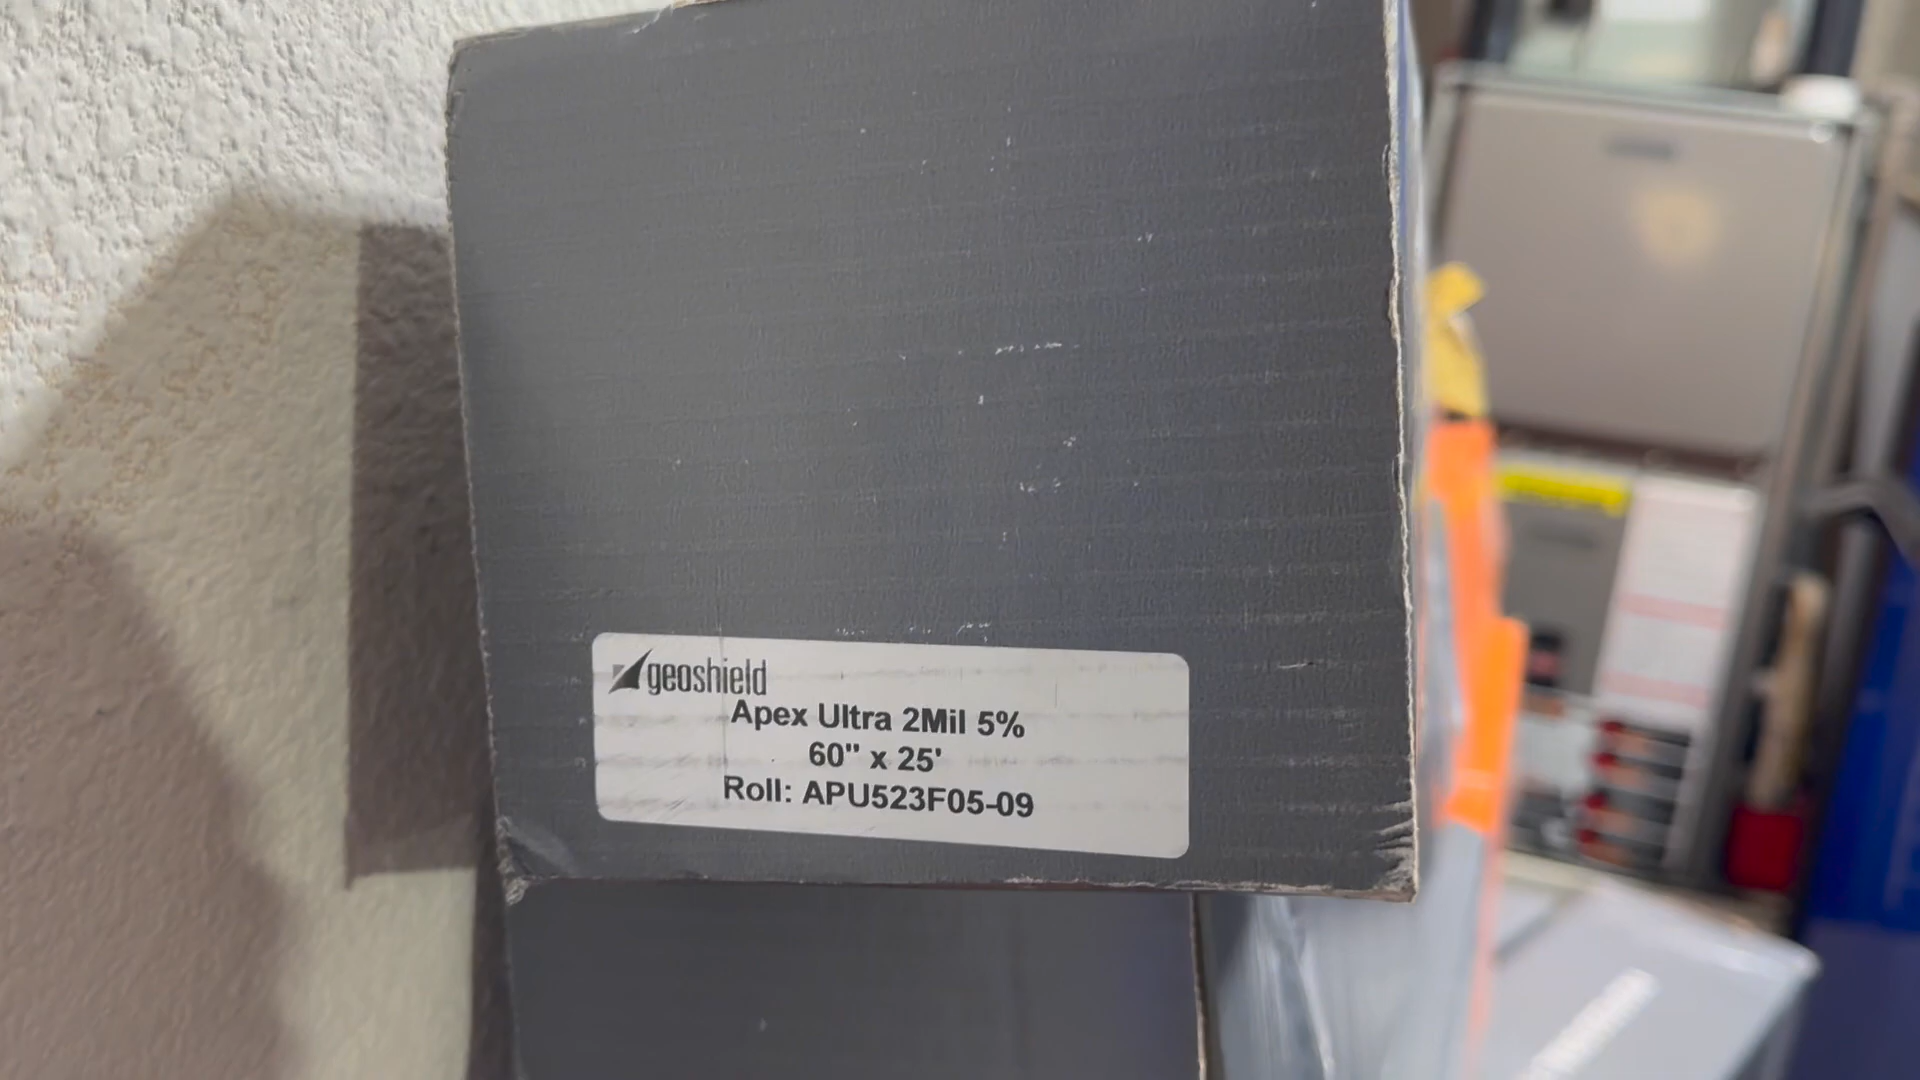 geoshield
Apex Ultra 2Mil 5%
60" x 25'
Roll: APU523F05-09